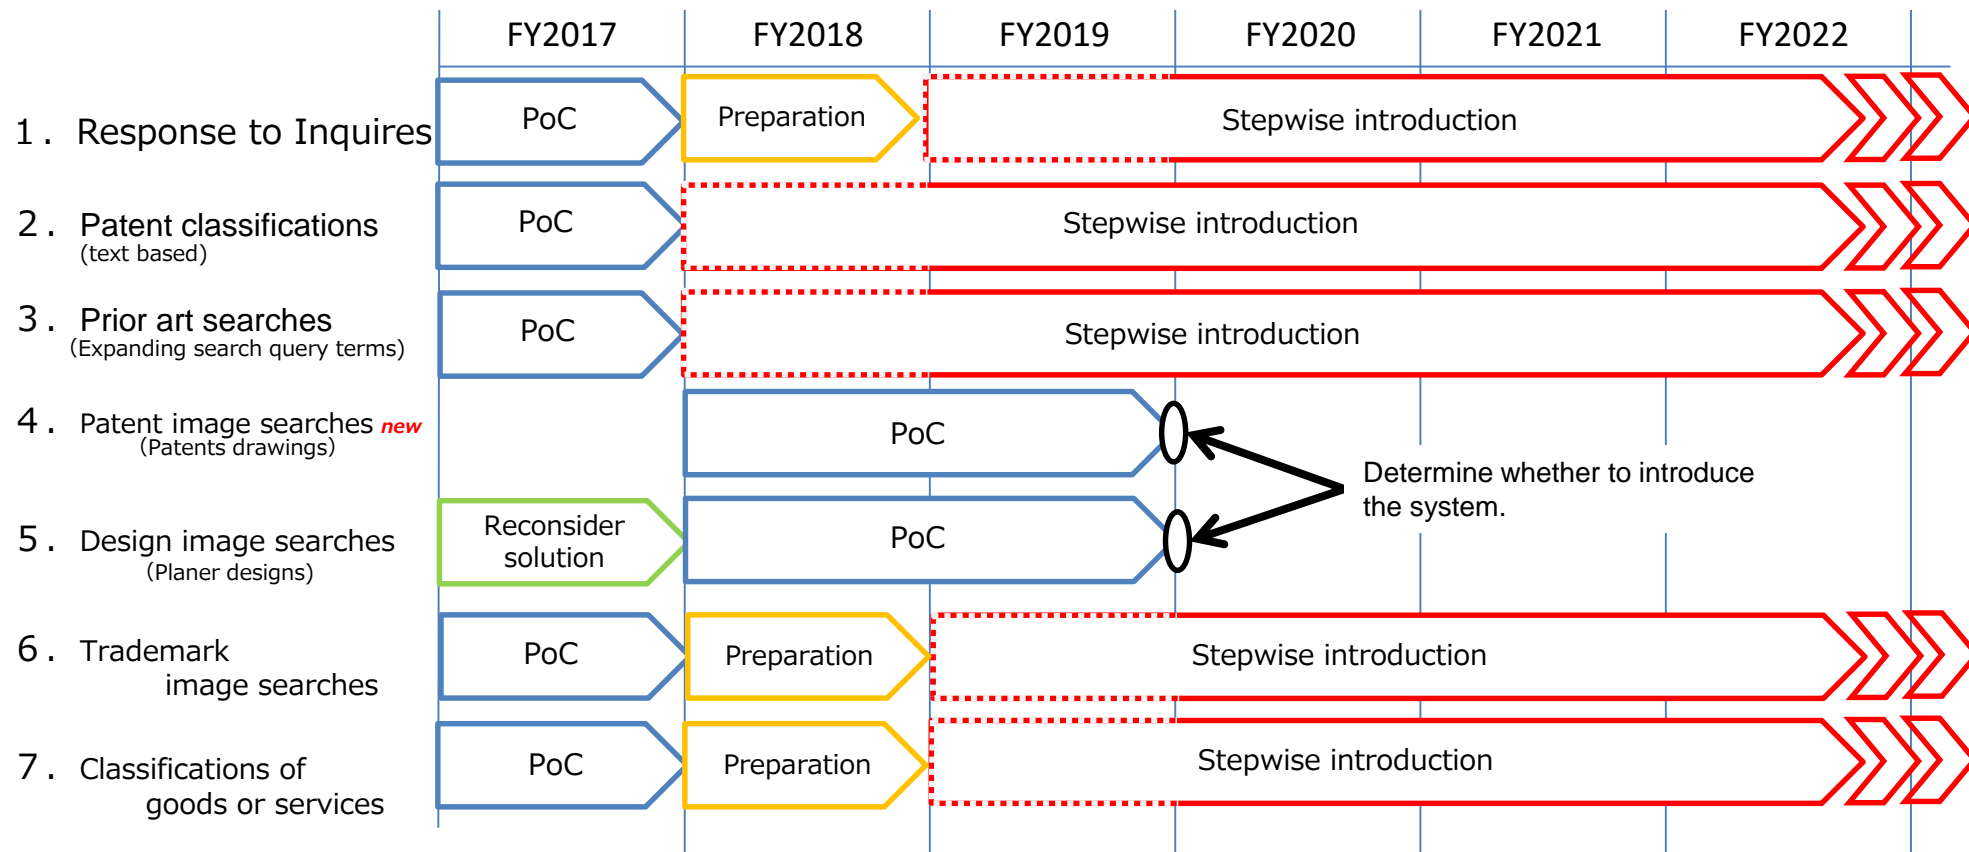 FY2017 FY2018 FY2019 FY2020 FY2021 FY2022
1. Response to Inquires
PoC
Preparation
Stepwise introduction
2. Patent classifications
(text based)
PoC
Stepwise introduction
3. Prior art searches
(Expanding search query terms)
PoC
Stepwise introduction
4. Patent image searches new
(Patents drawings)
PoC
Determine whether to introduce
the system.
5. Design image searches
(Planer designs)
Reconsider
solution
PoC
6. Trademark
image searches
PoC
Preparation
Stepwise introduction
7. Classifications of
goods or services
PoC
Preparation
Stepwise introduction